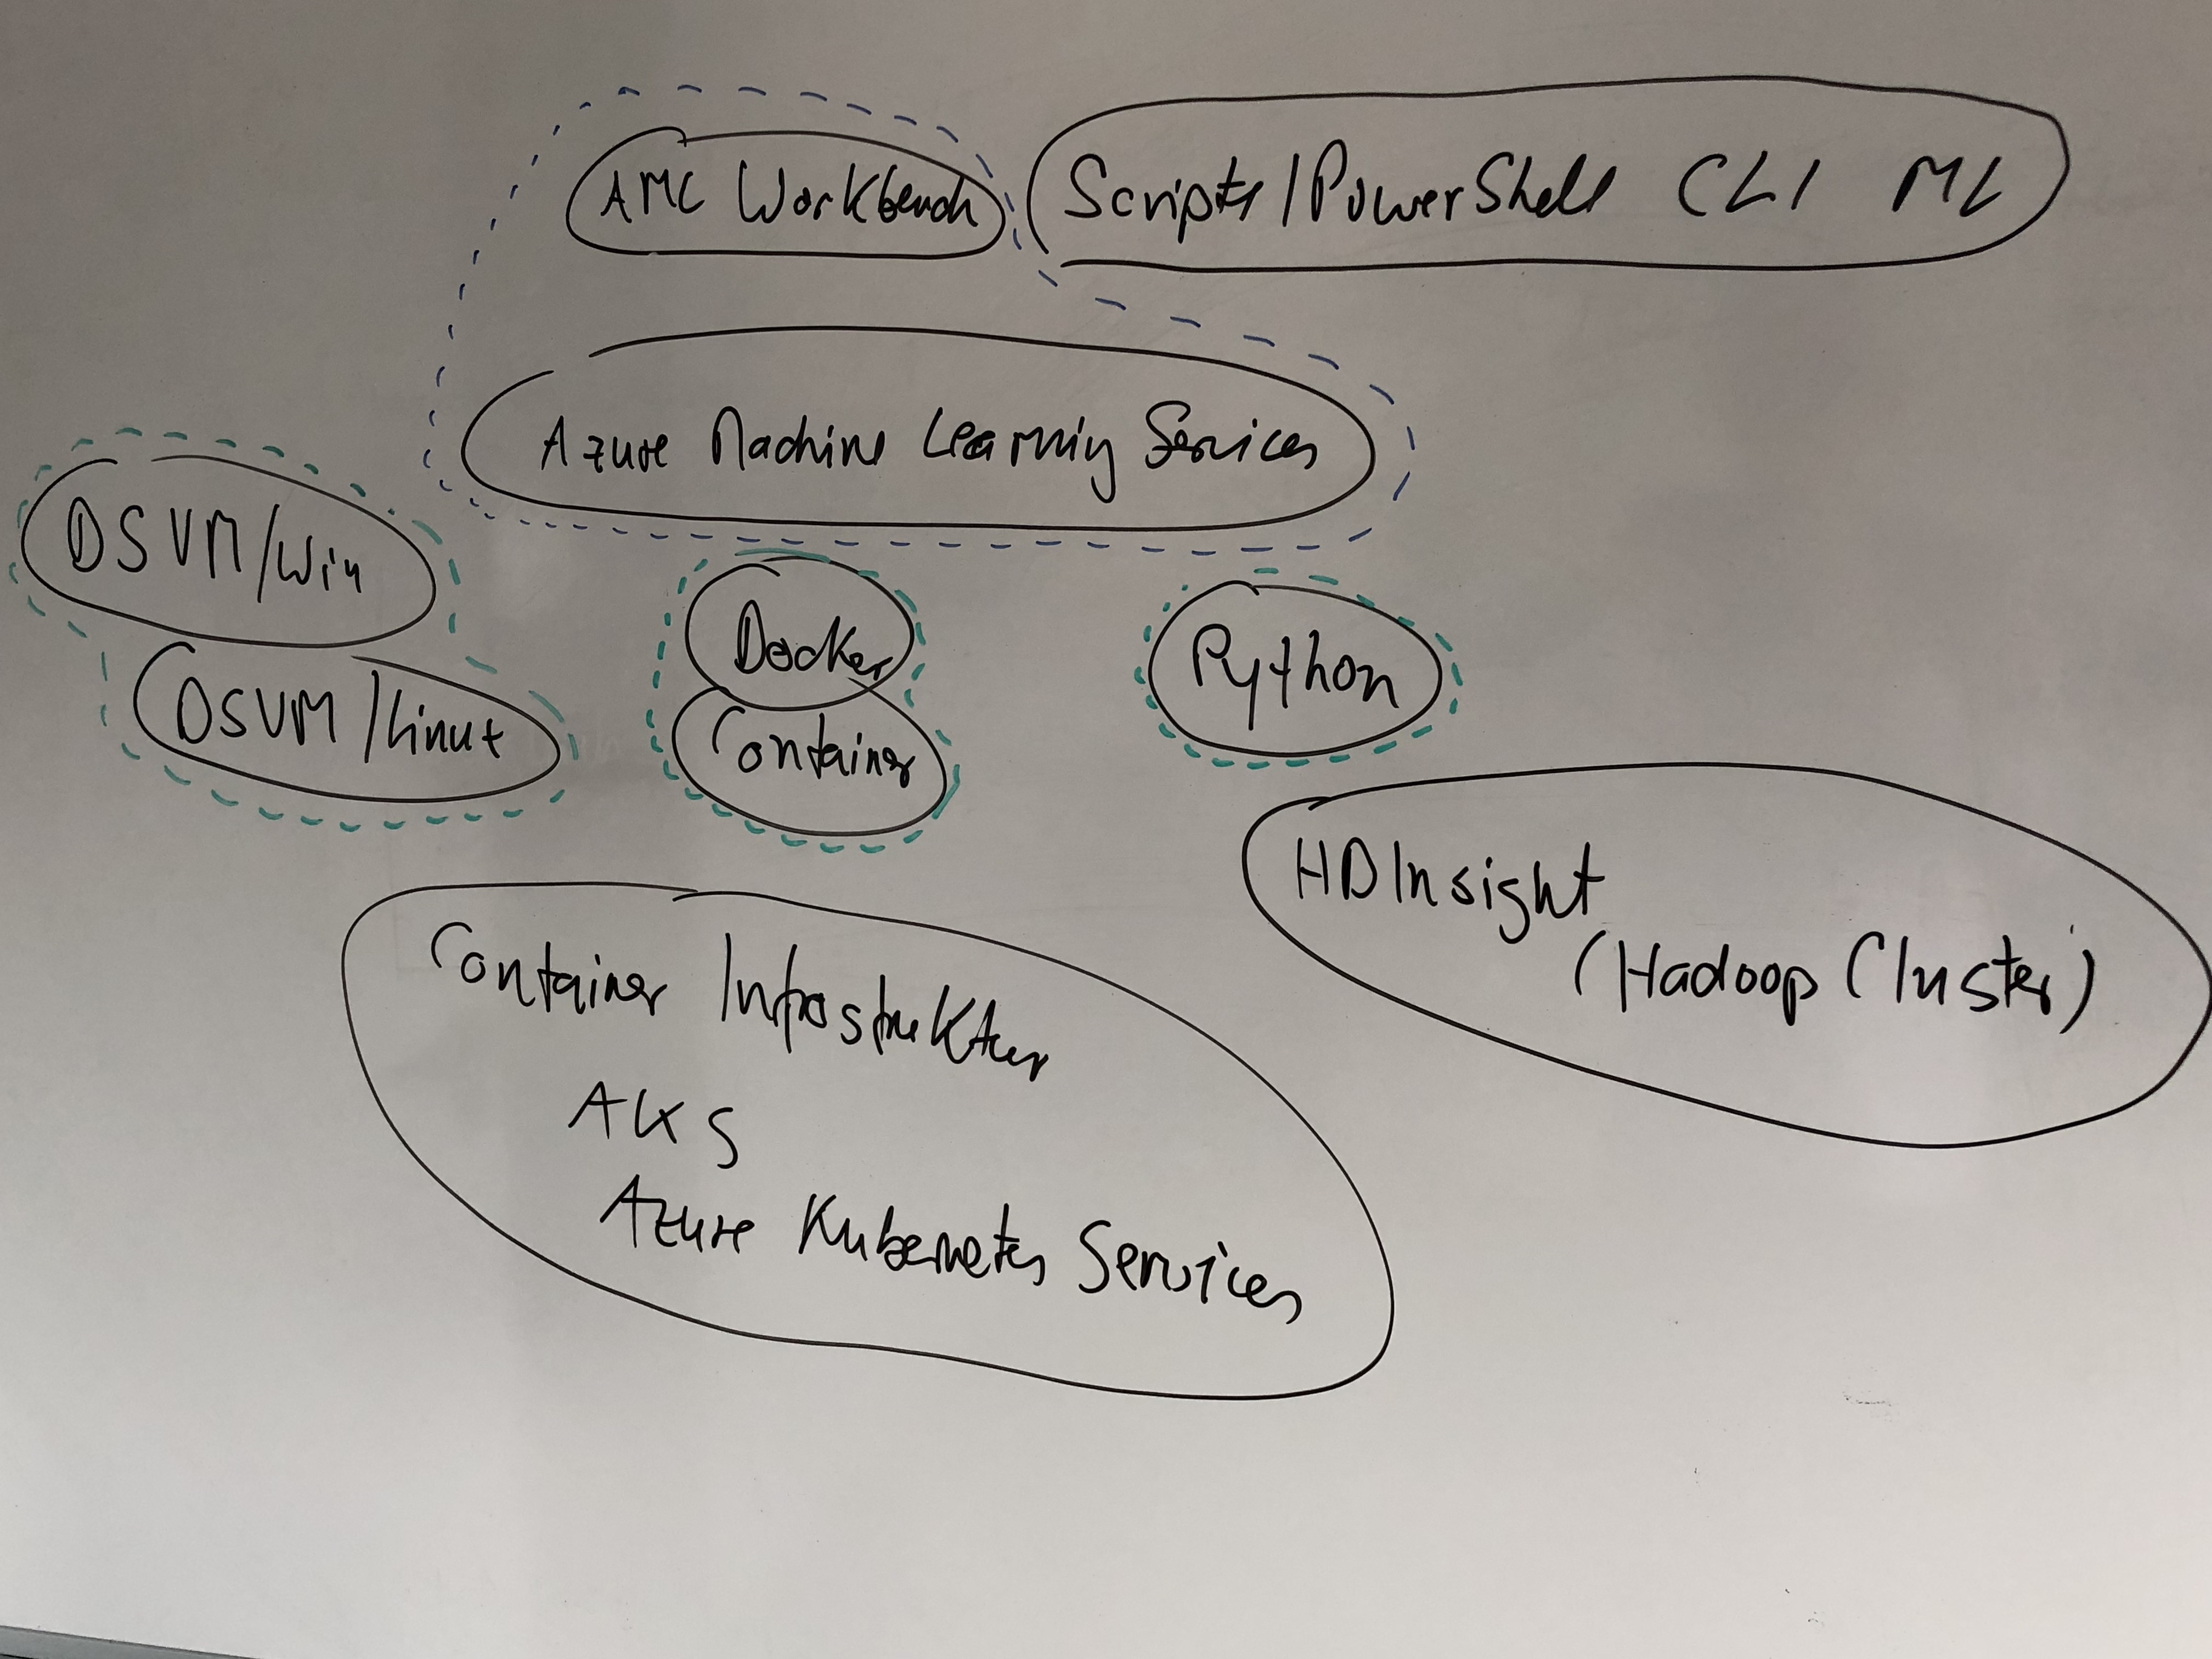 AML Workbench
Scripts/PowerShell CLI ML
Azure Machine Learning Services
DSVM/Win
DSVM/Linux
Docker
Container
Python
HDInsight
(Hadoop Cluster)
Container Infrastruktur
AKS
Azure Kubernetes Services